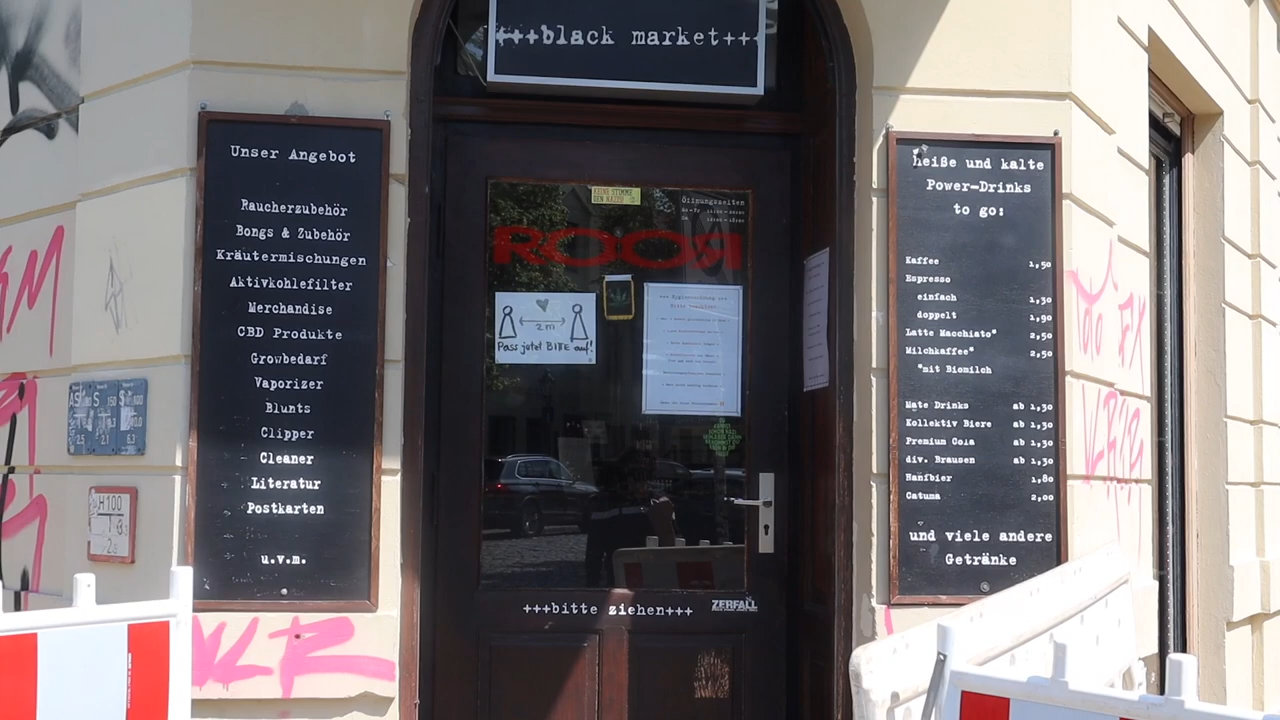 +++black market+++
Unser Angebot
Raucherzubehör
Bongs & Zubehör
Kräutermischungen
Aktivkohlefilter
Merchandise
CBD Produkte
Growbedarf
Vaporizer
Blunts
Clipper
Cleaner
Literatur
Postkarten
u.v.m.
KEINE STIMME
DEN NAZIS
Öffnungszeiten
ROOR
2m
Pass jetzt BITTE auf!
+++bitte ziehen+++
ZERFALL
heiße und kalte
Power-Drinks
to go:
Kaffee 1,50
Espresso
einfach 1,30
doppelt 1,90
Latte Macchiato* 2,50
Milchkaffee* 2,50
*mit Biomilch
Mate Drinks ab 1,30
Kollektiv Biere ab 1,30
Premium Cola ab 1,30
div. Brausen ab 1,30
Hanfbier 1,80
Catuma 2,00
und viele andere
Getränke
H100